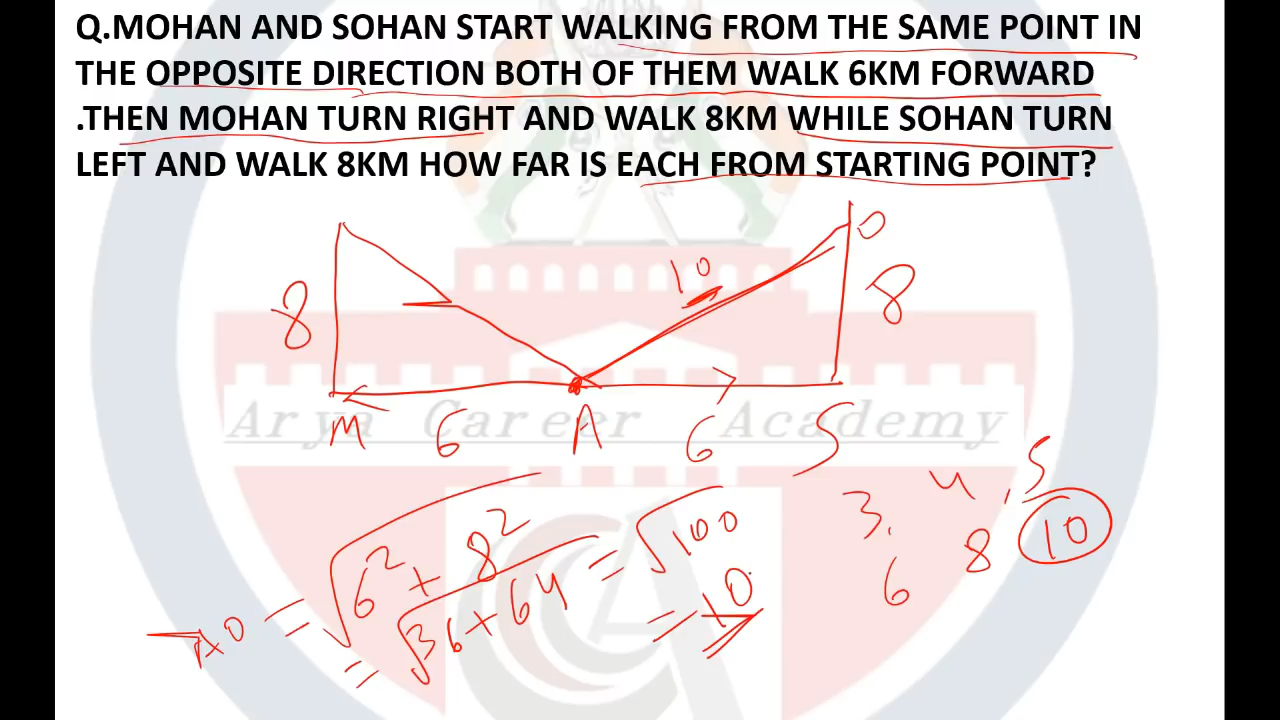 Q.MOHAN AND SOHAN START WALKING FROM THE SAME POINT IN
THE OPPOSITE DIRECTION BOTH OF THEM WALK 6KM FORWARD
.THEN MOHAN TURN RIGHT AND WALK 8KM WHILE SOHAN TURN
LEFT AND WALK 8KM HOW FAR IS EACH FROM STARTING POINT?
O
10
8
8
M 6 A 6 S
Arya Career Academy
3, 4, 5
6 8 10
AO = √6² + 8² = √100
= √36+64 = 10